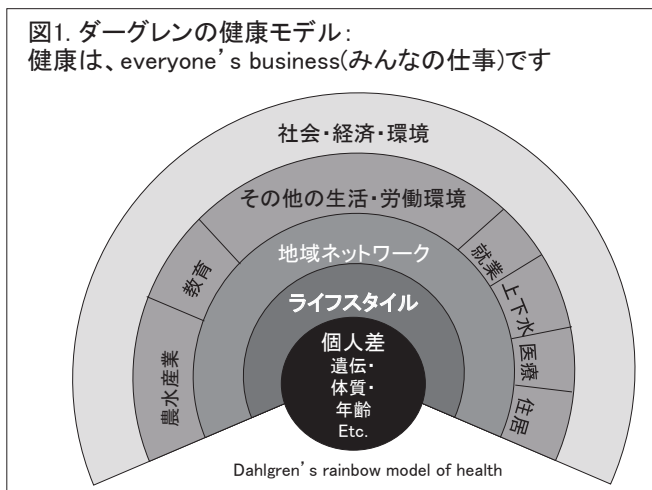 図1. ダーグレンの健康モデル:
健康は、everyone's business(みんなの仕事)です
社会・経済・環境
その他の生活・労働環境
地域ネットワーク
ライフスタイル
個人差
遺伝・
体質・
年齢
Etc.
農水産業
教育
就業
上下水
医療
住居
Dahlgren's rainbow model of health